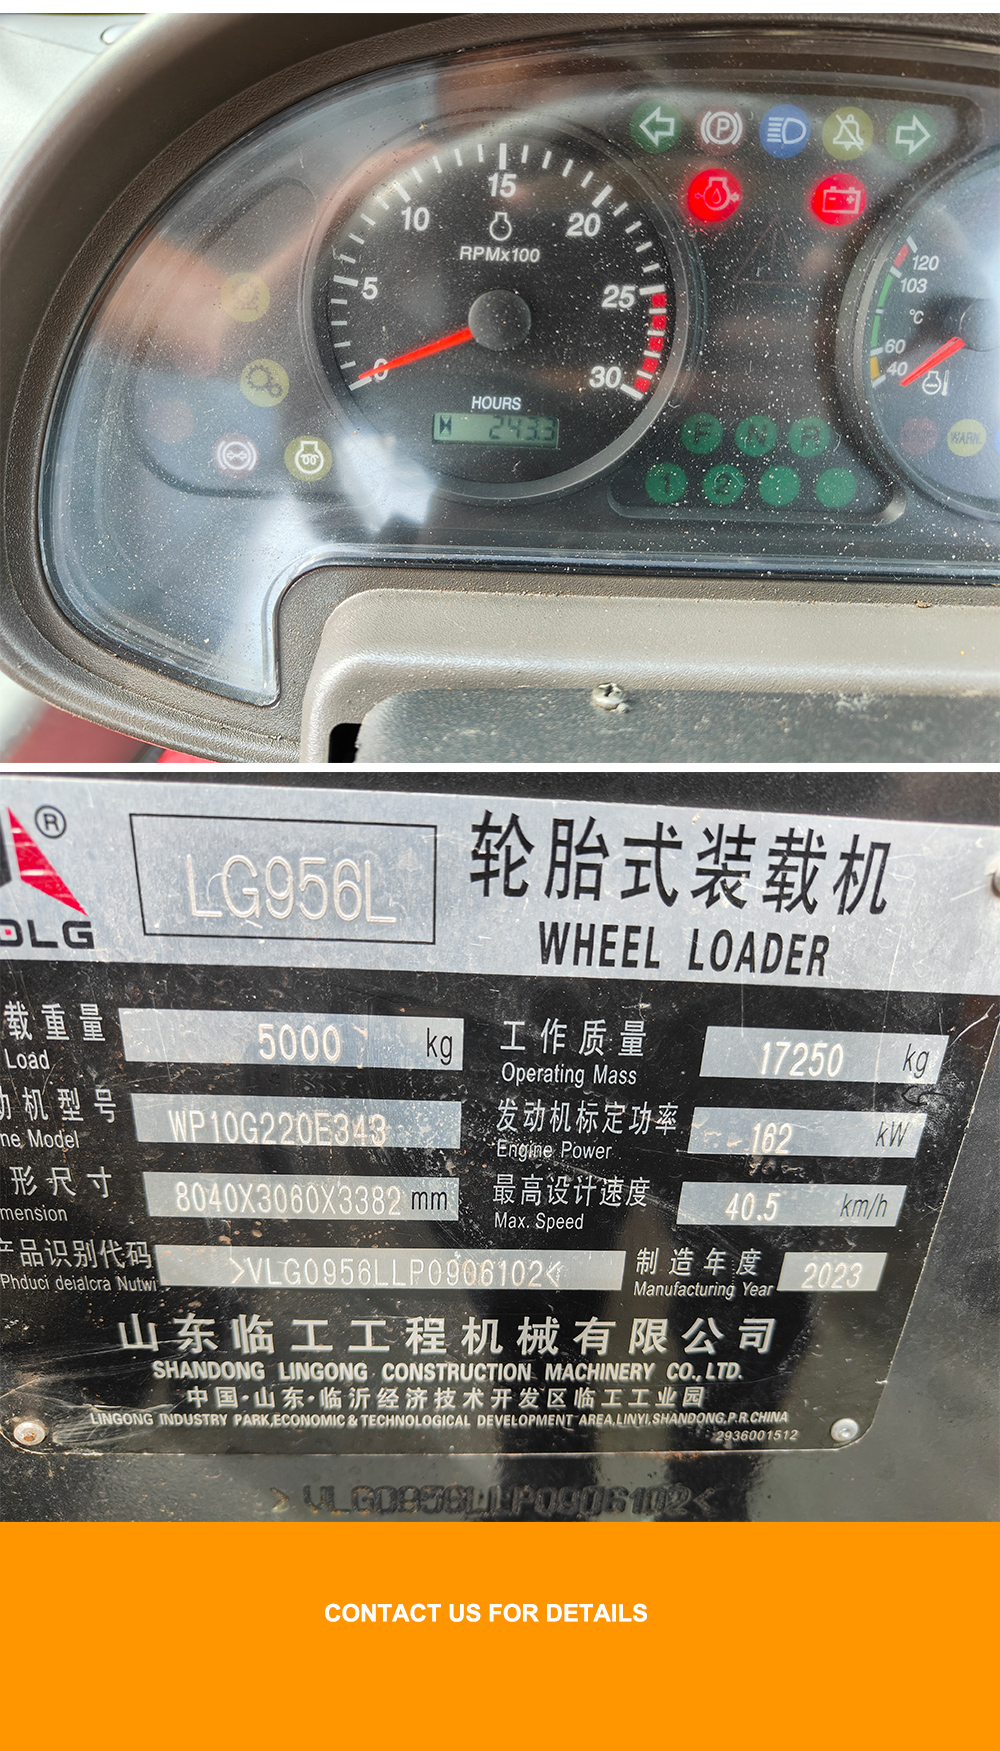 15
10
20
RPMx100
5
25
0
30
HOURS
243.3
120
103
°C
60
40
WARN.
F N R
1 2
®
LG956L
轮胎式装载机
DLG
WHEEL LOADER
载重量 5000 kg 工作质量 17250 kg
Load Operating Mass
动机型号 WP10G220E343 发动机标定功率 162 kW
ne Model Engine Power
形尺寸 8040X3060X3382 mm 最高设计速度 40.5 km/h
mension Max. Speed
产品识别代码 >VLG0956LLP0906102< 制造年度 2023
Manufacturing Year
山东临工工程机械有限公司
SHANDONG LINGONG CONSTRUCTION MACHINERY CO.,LTD.
中国·山东·临沂经济技术开发区临工工业园
LINGONG INDUSTRY PARK,ECONOMIC & TECHNOLOGICAL DEVELOPMENT AREA,LINYI,SHANDONG,P.R.CHINA
2936001512
>VLG0956LLP0906102<
CONTACT US FOR DETAILS